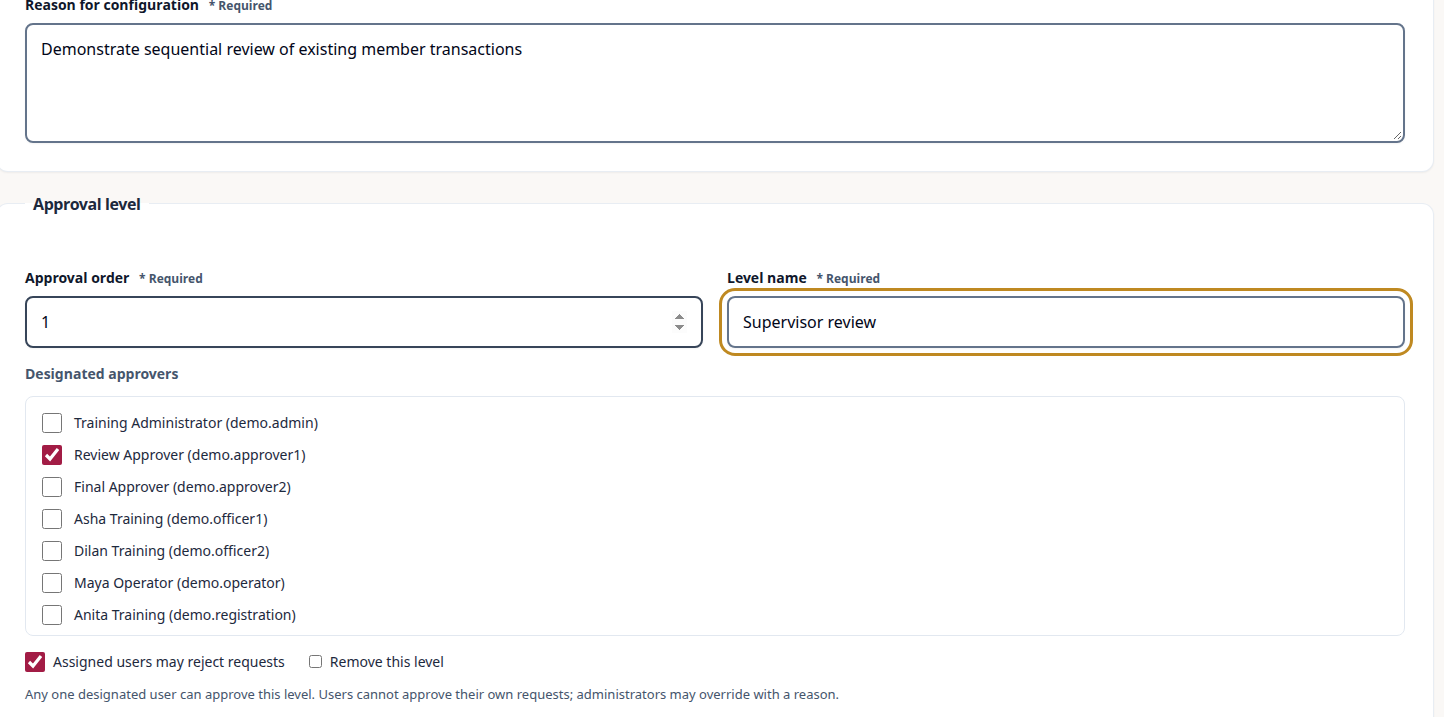 Reason for configuration * Required
Demonstrate sequential review of existing member transactions
Approval level
Approval order * Required
Level name * Required
1
Supervisor review
Designated approvers
Training Administrator (demo.admin)
Review Approver (demo.approver1)
Final Approver (demo.approver2)
Asha Training (demo.officer1)
Dilan Training (demo.officer2)
Maya Operator (demo.operator)
Anita Training (demo.registration)
Assigned users may reject requests
Remove this level
Any one designated user can approve this level. Users cannot approve their own requests; administrators may override with a reason.